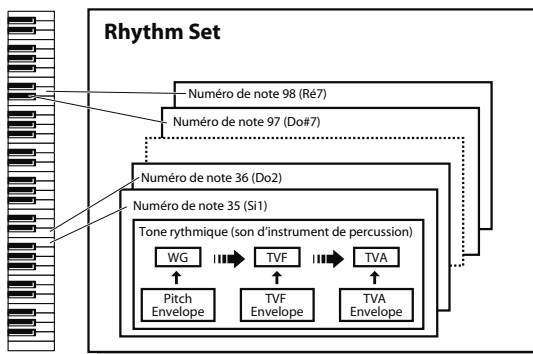 Rhythm Set
Numéro de note 98 (Ré7)
Numéro de note 97 (Do#7)
Numéro de note 36 (Do2)
Numéro de note 35 (Si1)
Tone rythmique (son d'instrument de percussion)
WG
TVF
TVA
Pitch
Envelope
TVF
Envelope
TVA
Envelope